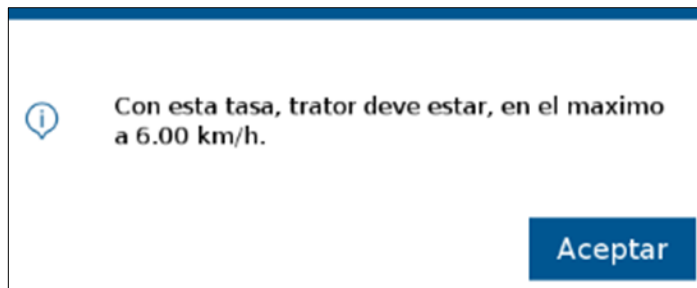 Con esta tasa, trator deve estar, en el maximo
a 6.00 km/h.
Aceptar